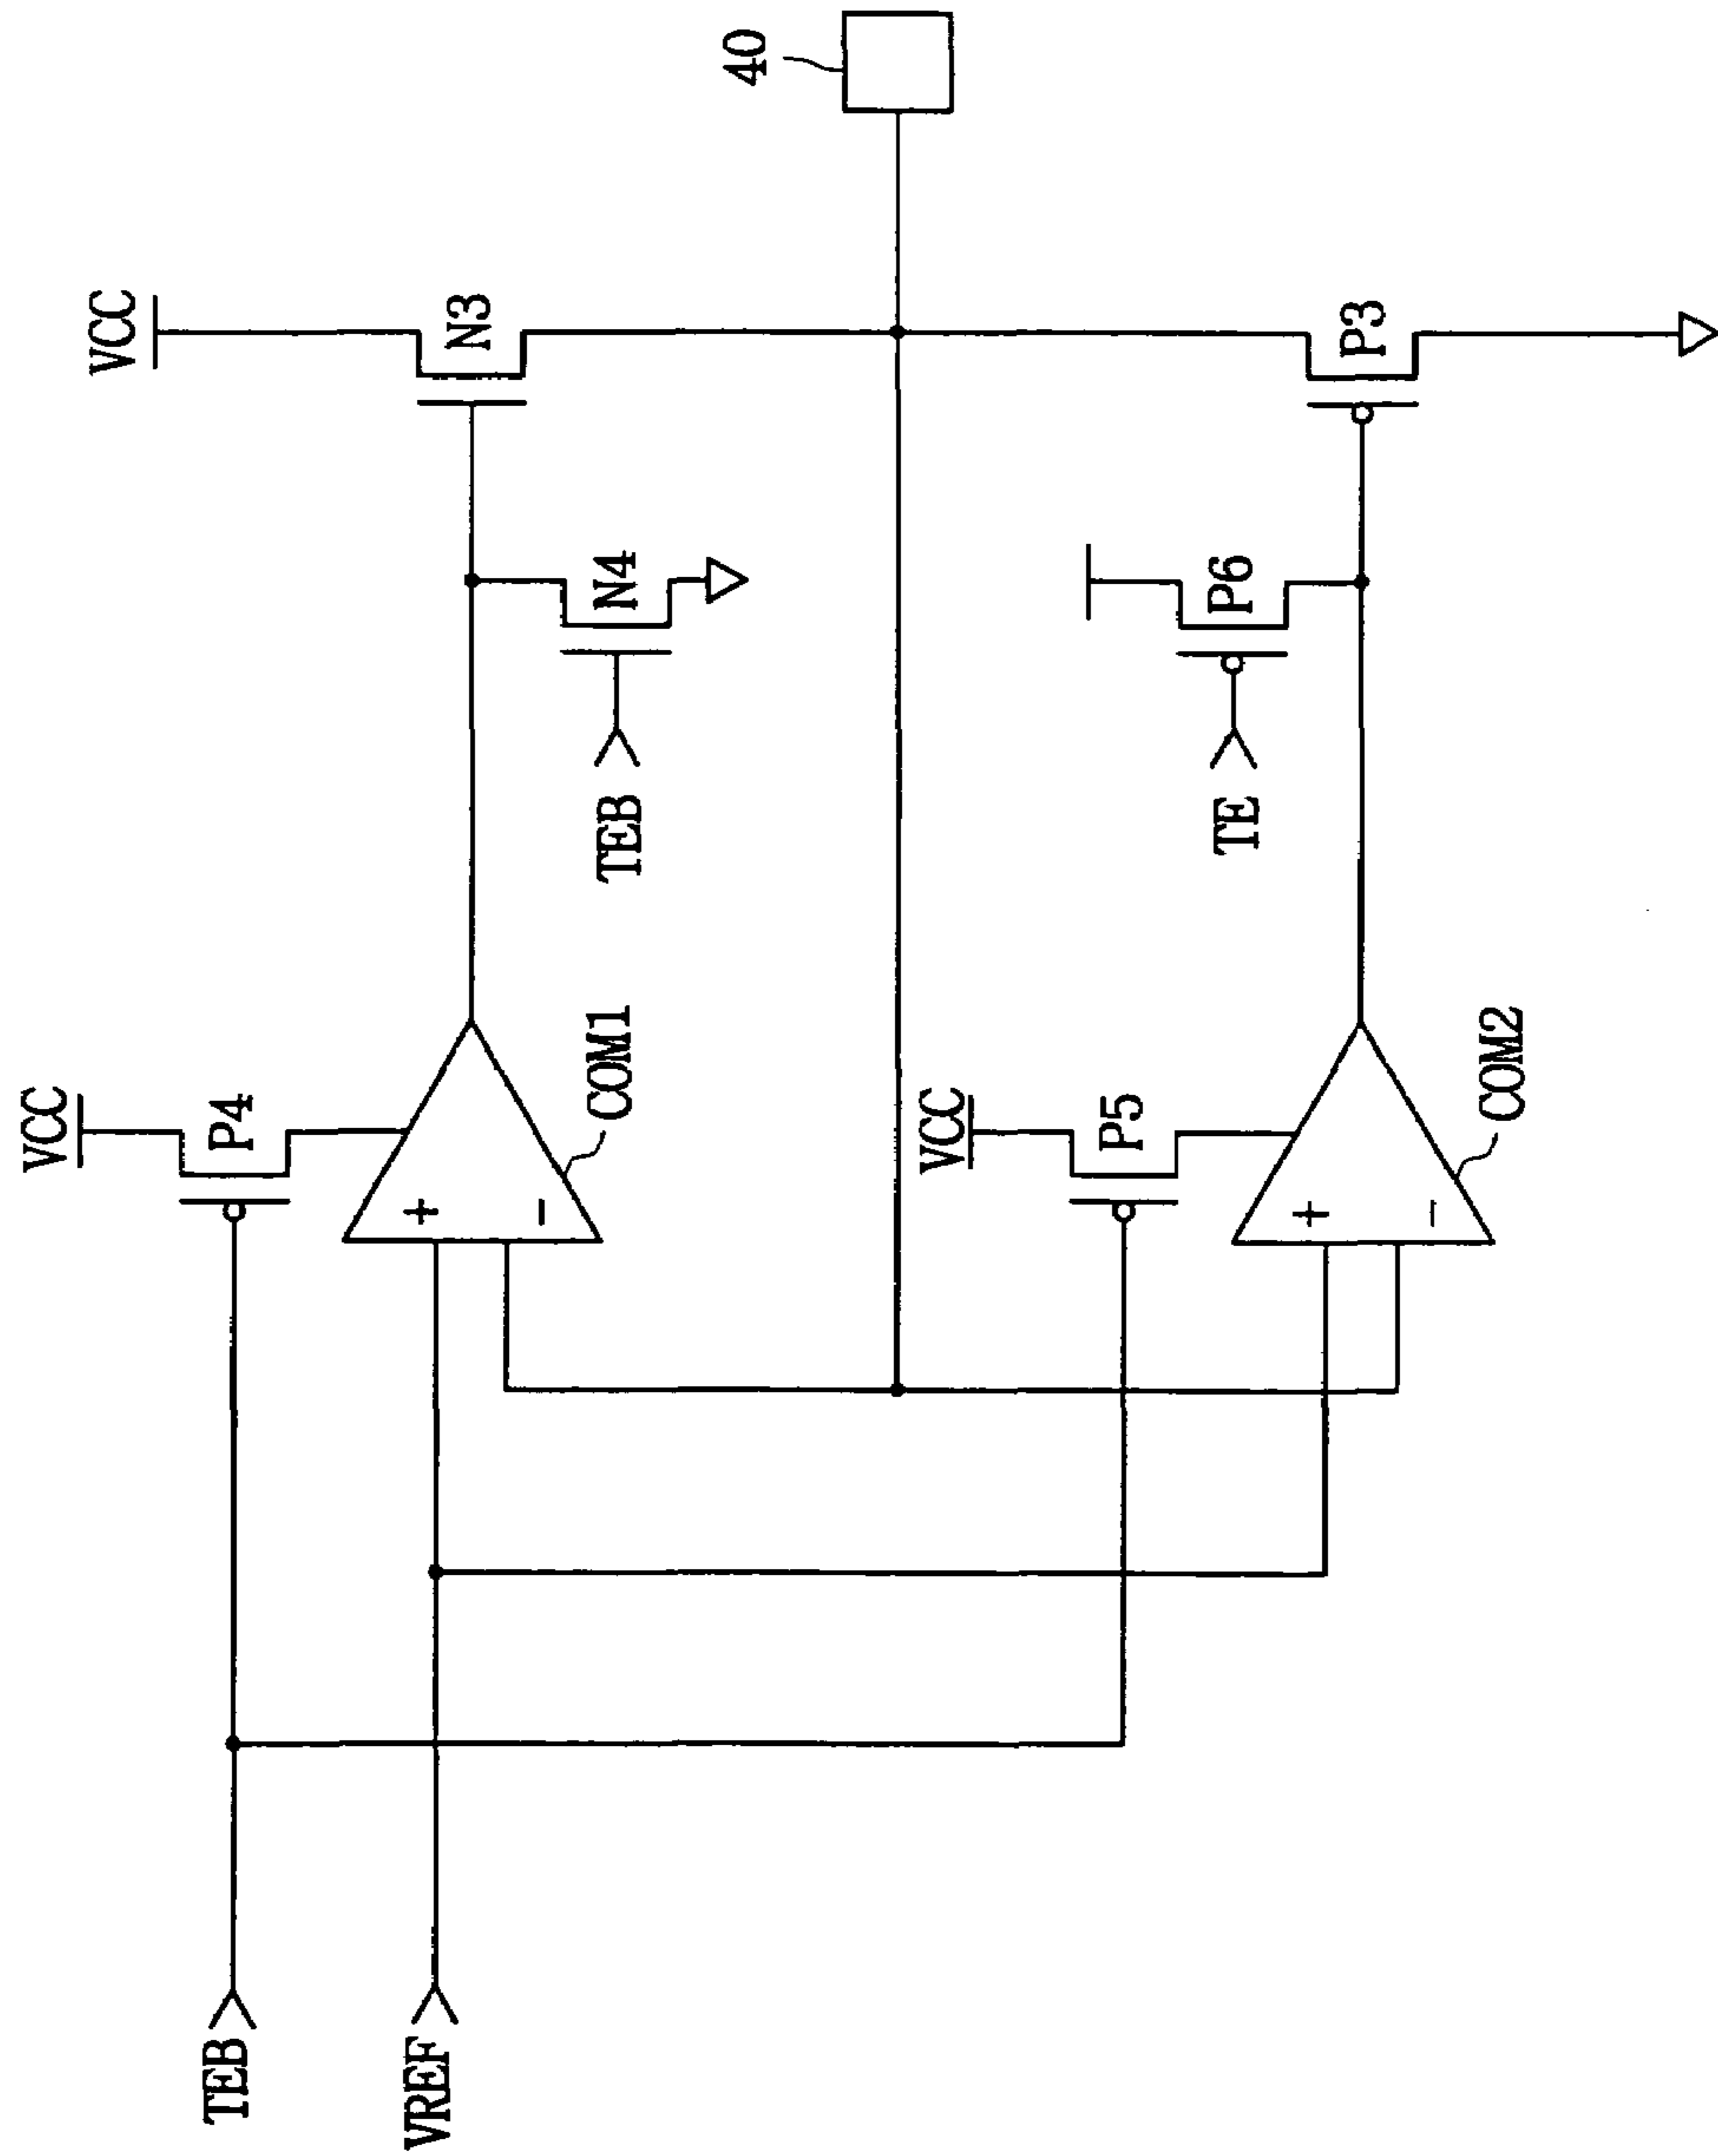 VCC
P4
TEB
VREF
+
-
COM1
VCC
N3
N4
TEB
40
VCC
P5
+
-
COM2
P6
TE
P3